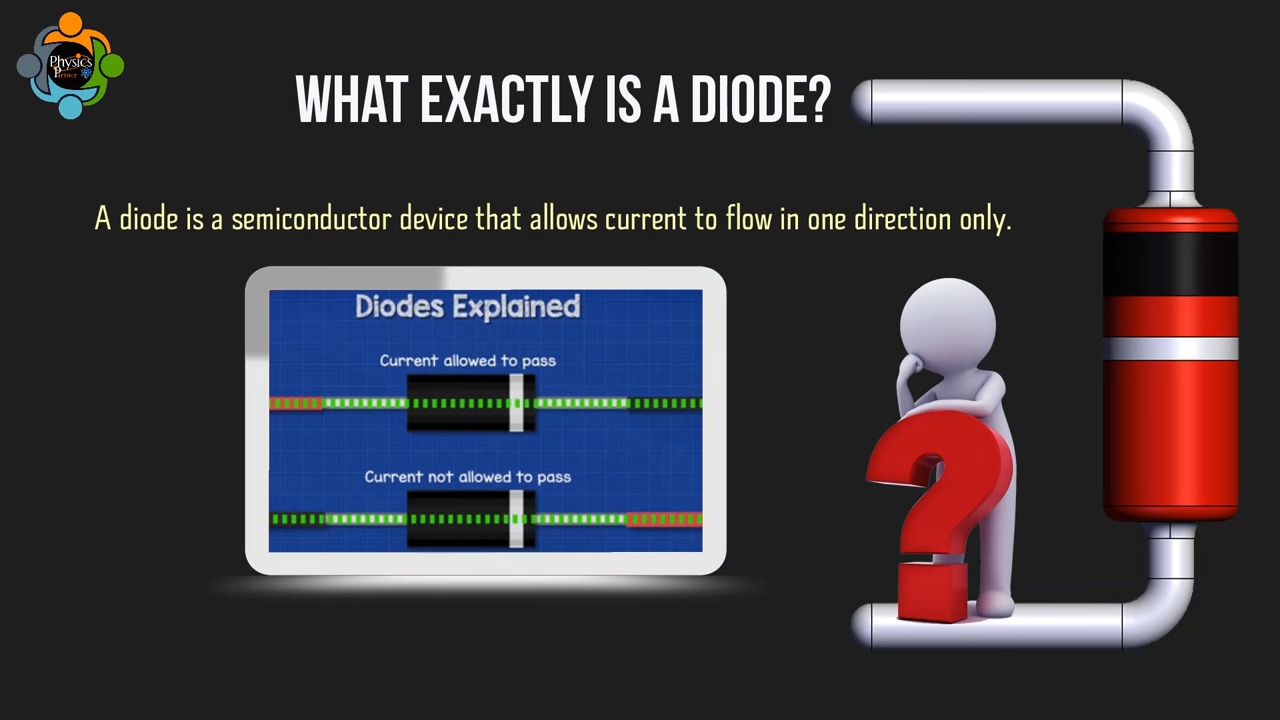 Physics
Partner
WHAT EXACTLY IS A DIODE?
A diode is a semiconductor device that allows current to flow in one direction only.
Diodes Explained
Current allowed to pass
Current not allowed to pass